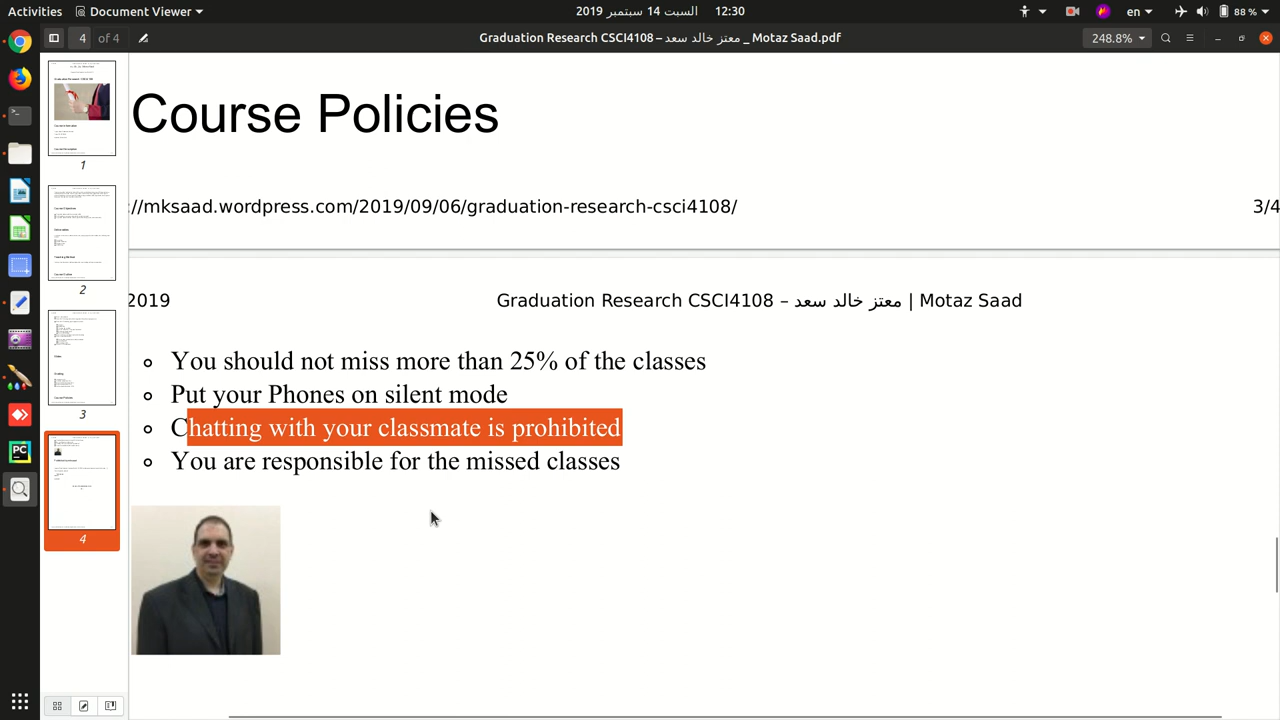 Activities Document Viewer السبت 14 سبتمبر 2019 12:30 en 88 %
4 of 4 Graduation Research CSCI4108 – معتز خالد سعد _ Motaz Saad.pdf 248.8%
1
2
3
4
Course Policies
://mksaad.wordpress.com/2019/09/06/graduation-research-csci4108/ 3/4
2019 Graduation Research CSCI4108 – معتز خالد سعد | Motaz Saad
You should not miss more than 25% of the classes
Put your Phones on silent mode
Chatting with your classmate is prohibited
You are responsible for the missed classes